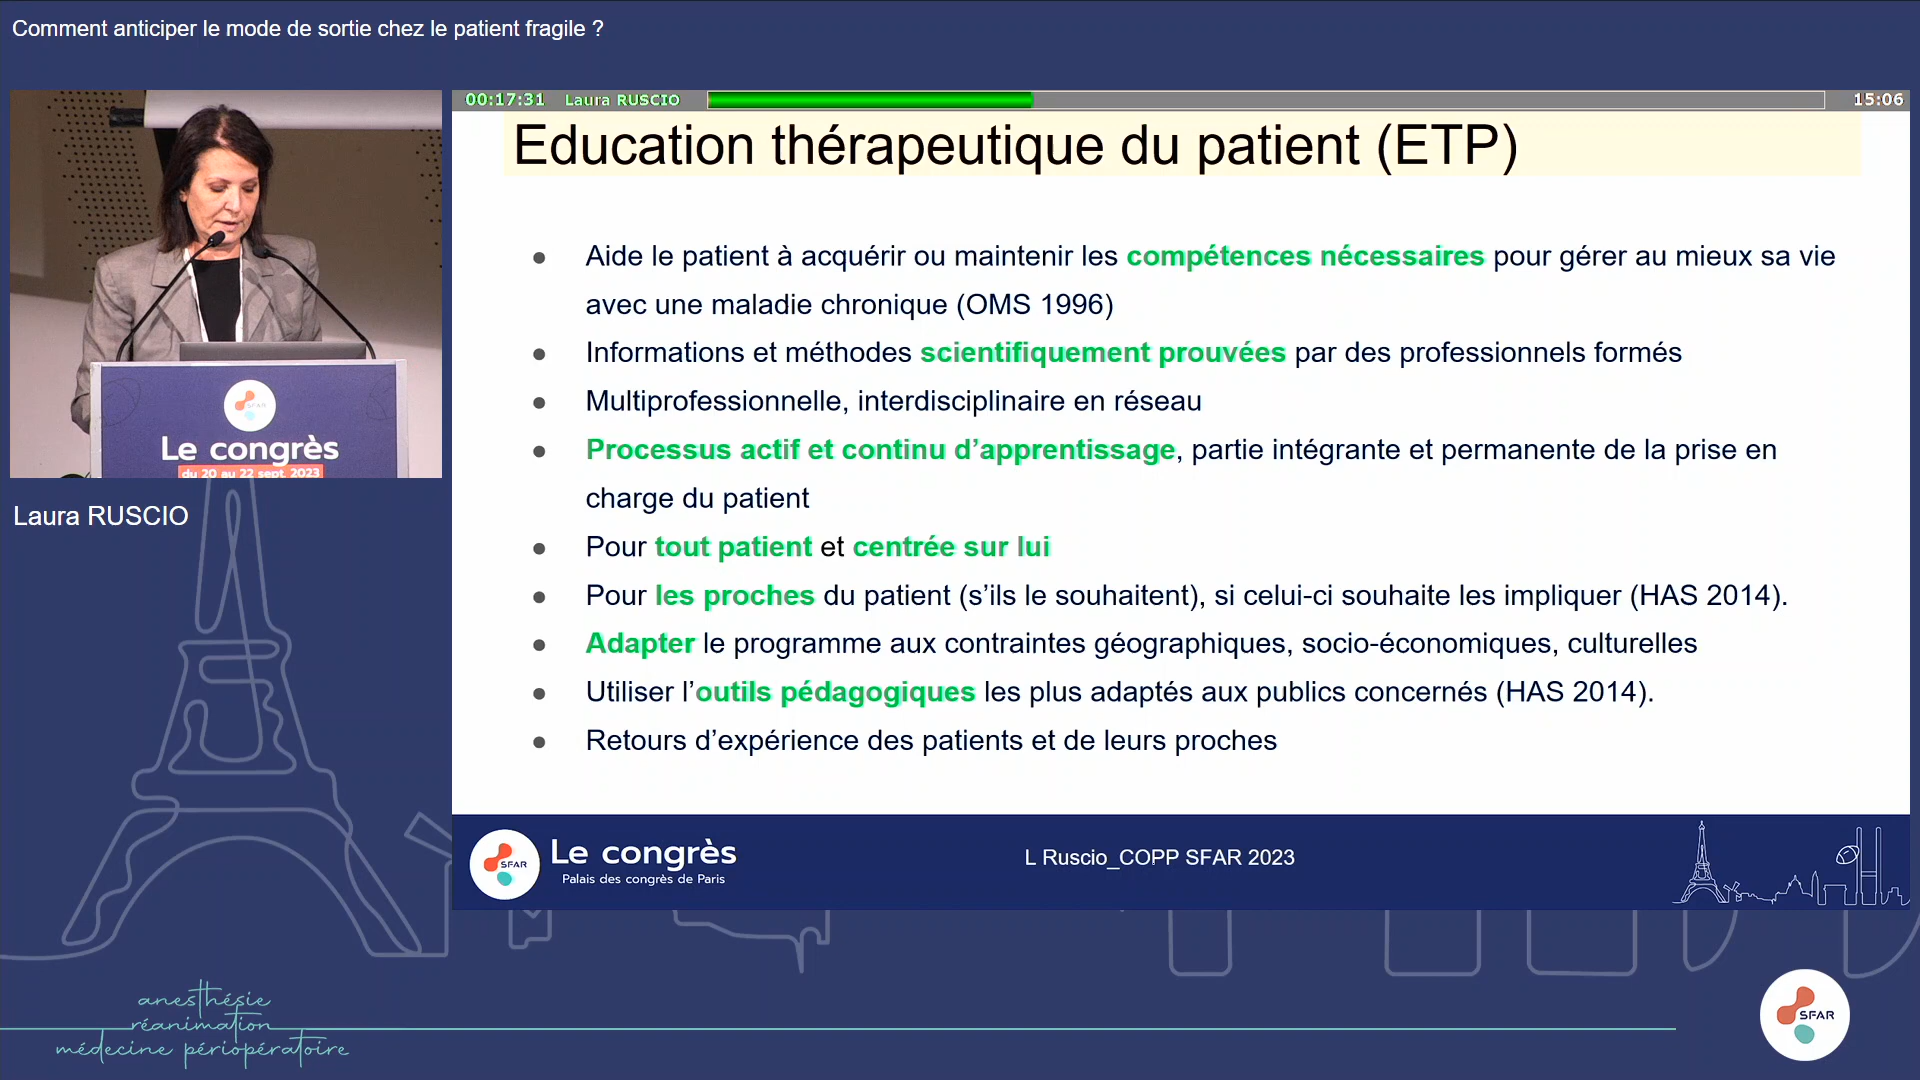 Comment anticiper le mode de sortie chez le patient fragile ?
00:17:31 Laura RUSCIO 15:06
Education thérapeutique du patient (ETP)
Aide le patient à acquérir ou maintenir les compétences nécessaires pour gérer au mieux sa vie
avec une maladie chronique (OMS 1996)
Informations et méthodes scientifiquement prouvées par des professionnels formés
Multiprofessionnelle, interdisciplinaire en réseau
Processus actif et continu d’apprentissage, partie intégrante et permanente de la prise en
charge du patient
Pour tout patient et centrée sur lui
Pour les proches du patient (s’ils le souhaitent), si celui-ci souhaite les impliquer (HAS 2014).
Adapter le programme aux contraintes géographiques, socio-économiques, culturelles
Utiliser l’outils pédagogiques les plus adaptés aux publics concernés (HAS 2014).
Retours d’expérience des patients et de leurs proches
SFAR
Le congrès
Palais des congrès de Paris
L Ruscio_COPP SFAR 2023
SFAR
Le congrès
du 20 au 22 sept. 2023
Laura RUSCIO
anesthésie
réanimation
médecine périopératoire
SFAR